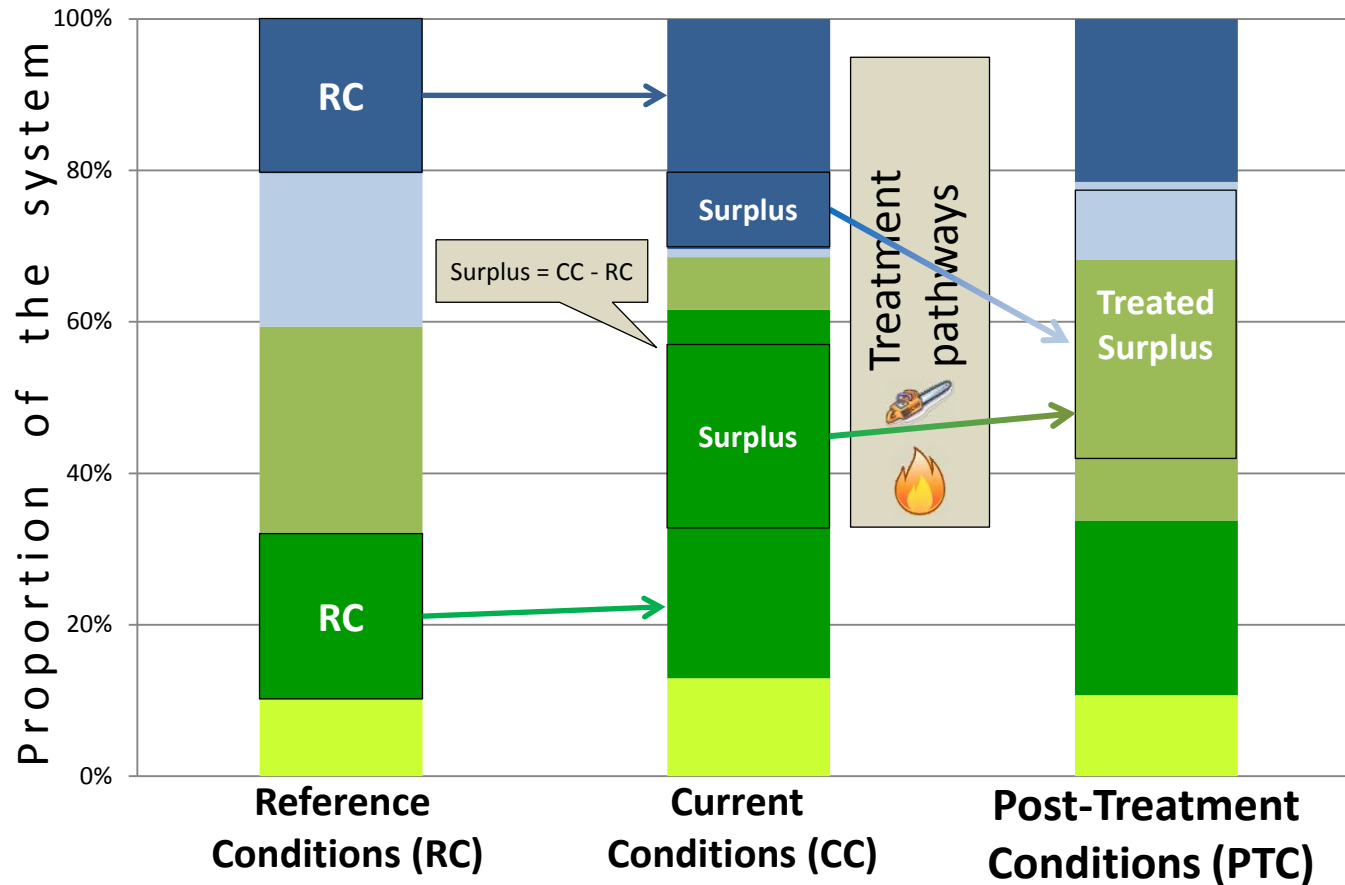 Proportion of the system
100%
80%
60%
40%
20%
0%
RC
RC
Surplus = CC - RC
Surplus
Surplus
Treatment
pathways
Treated
Surplus
Reference
Conditions (RC)
Current
Conditions (CC)
Post-Treatment
Conditions (PTC)